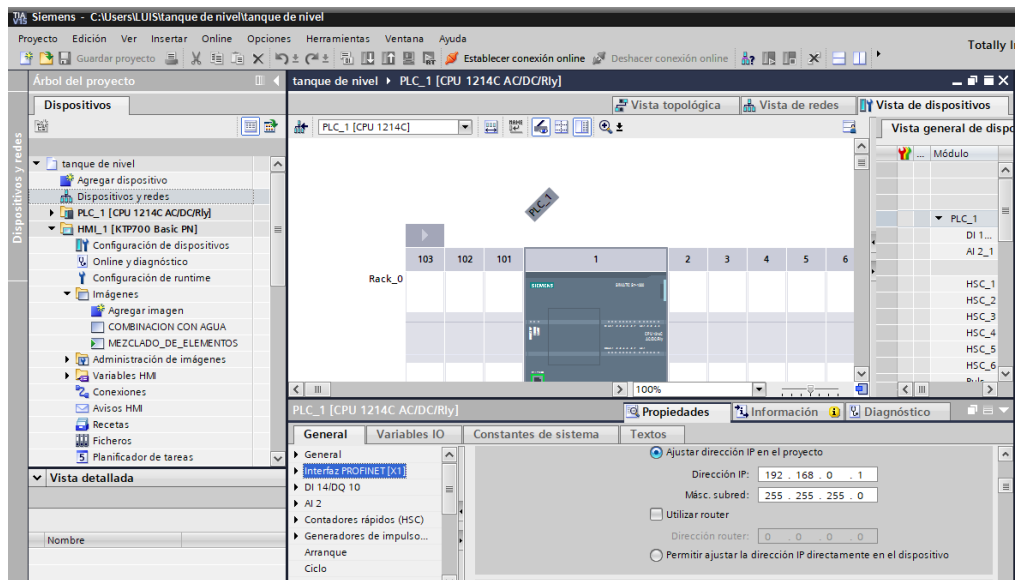 Siemens - C:\Users\LUIS\tanque de nivel\tanque de nivel
Proyecto Edición Ver Insertar Online Opciones Herramientas Ventana Ayuda
Totally I
Guardar proyecto Establecer conexión online Deshacer conexión online
Árbol del proyecto
tanque de nivel PLC_1 [CPU 1214C AC/DC/Rly]
Dispositivos
Vista topológica Vista de redes Vista de dispositivos
PLC_1 [CPU 1214C]
Vista general de dispo
... Módulo
Dispositivos y redes
tanque de nivel
Agregar dispositivo
Dispositivos y redes
PLC_1 [CPU 1214C AC/DC/Rly]
HMI_1 [KTP700 Basic PN]
Configuración de dispositivos
Online y diagnóstico
Configuración de runtime
Imágenes
Agregar imagen
COMBINACION CON AGUA
MEZCLADO_DE_ELEMENTOS
Administración de imágenes
Variables HMI
Conexiones
Avisos HMI
Recetas
Ficheros
Planificador de tareas
PLC_1
103 102 101 1 2 3 4 5 6
Rack_0
SIEMENS
PLC_1
DI 1...
AI 2_1
HSC_1
HSC_2
HSC_3
HSC_4
HSC_5
HSC_6
100%
PLC_1 [CPU 1214C AC/DC/Rly]
Propiedades Información Diagnóstico
General Variables IO Constantes de sistema Textos
General
Interfaz PROFINET [X1]
DI 14/DQ 10
AI 2
Contadores rápidos (HSC)
Generadores de impulso...
Arranque
Ciclo
Ajustar dirección IP en el proyecto
Dirección IP: 192 . 168 . 0 . 1
Másc. subred: 255 . 255 . 255 . 0
Utilizar router
Dirección router: 0 . 0 . 0 . 0
Permitir ajustar la dirección IP directamente en el dispositivo
Vista detallada
Nombre